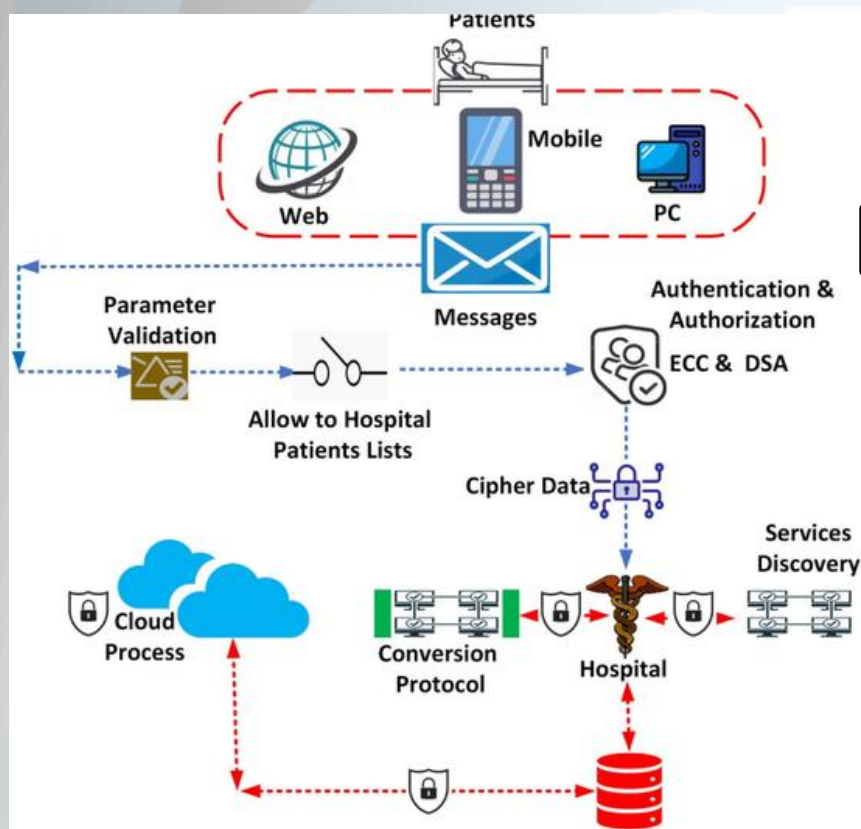 Patients
Web
Mobile
PC
Messages
Parameter
Validation
Allow to Hospital
Patients Lists
Authentication &
Authorization
ECC & DSA
Cipher Data
Services
Discovery
Cloud
Process
Conversion
Protocol
Hospital